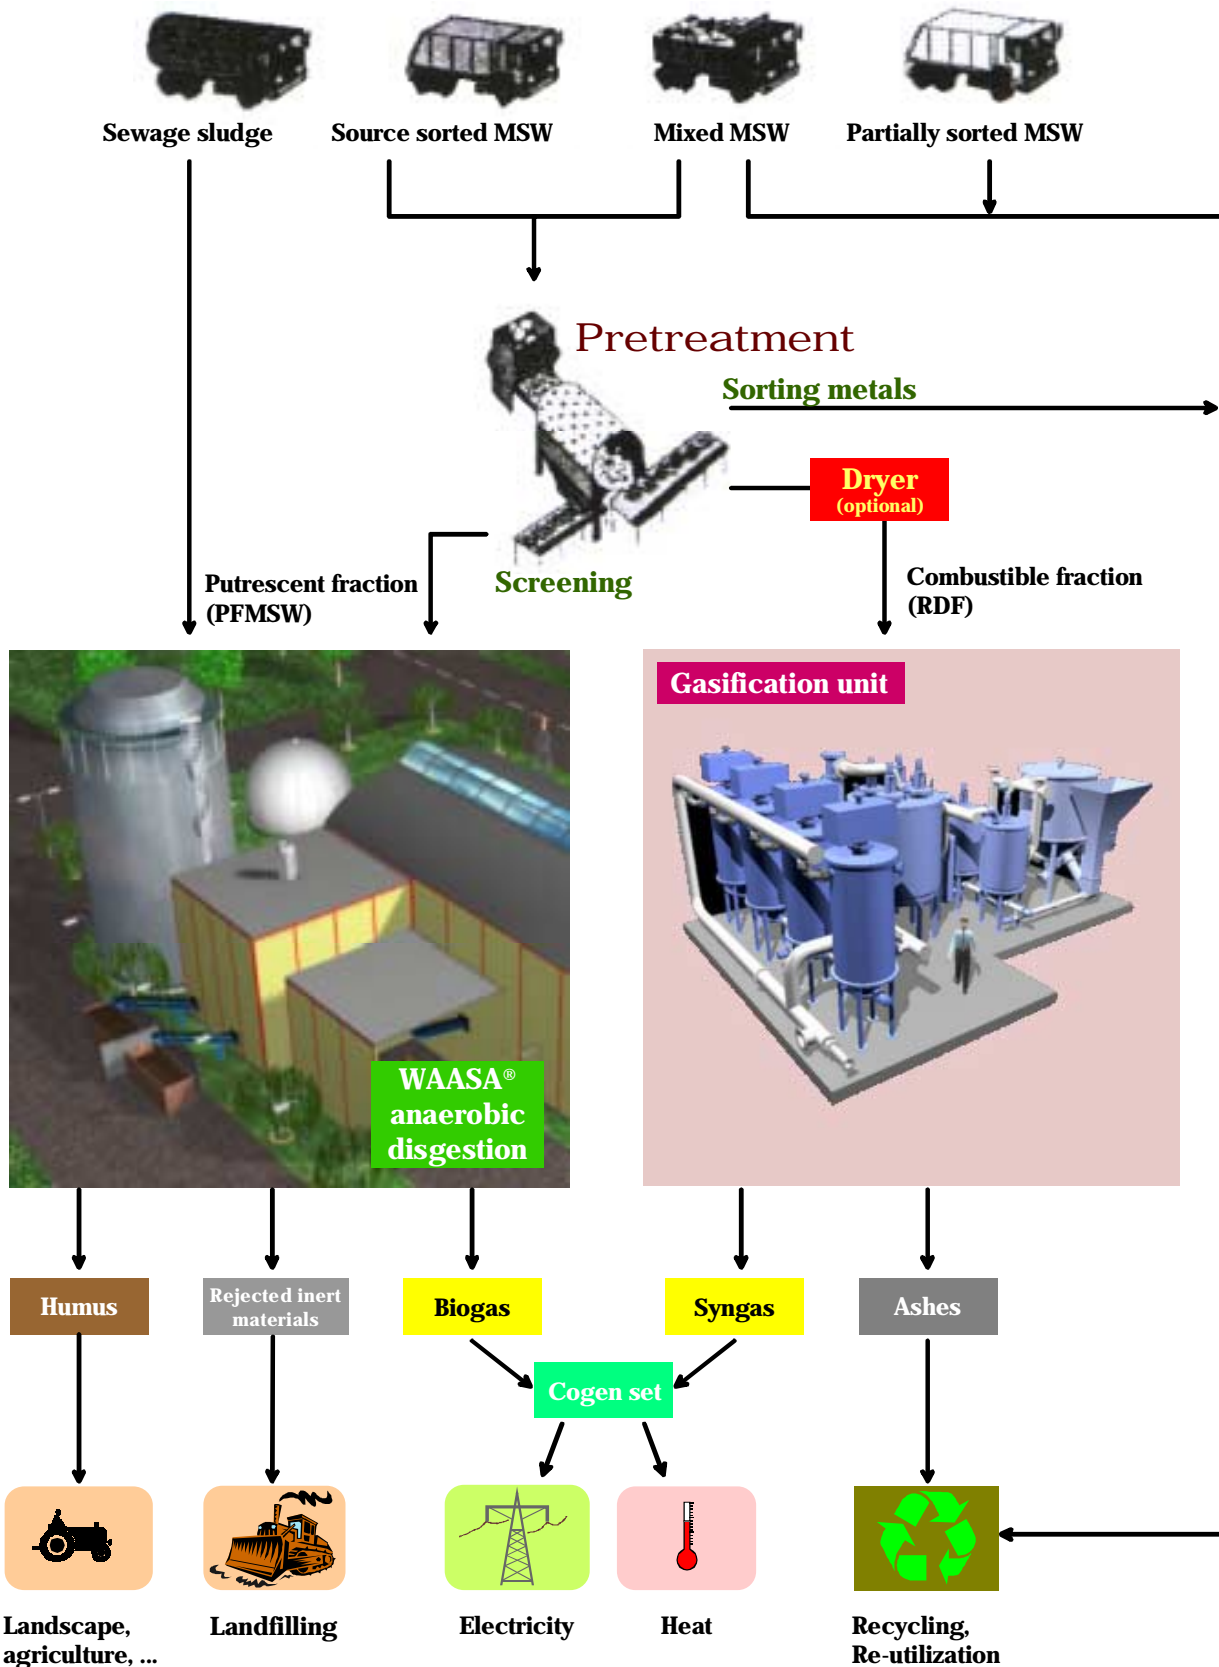 Sewage sludge
Source sorted MSW
Mixed MSW
Partially sorted MSW
Pretreatment
Sorting metals
Dryer
(optional)
Screening
Putrescent fraction
(PFMSW)
Combustible fraction
(RDF)
Gasification unit
WAASA®
anaerobic
disgestion
Humus
Rejected inert
materials
Biogas
Syngas
Ashes
Cogen set
Landscape,
agriculture, ...
Landfilling
Electricity
Heat
Recycling,
Re-utilization